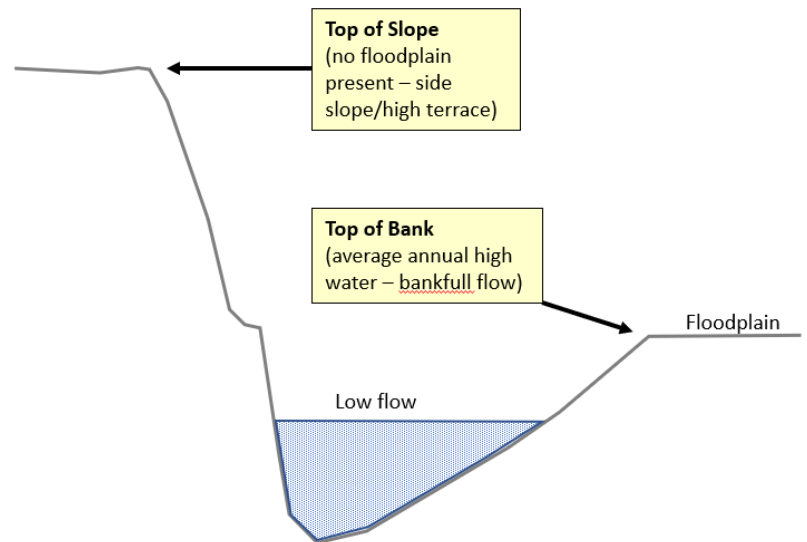 Top of Slope
(no floodplain
present – side
slope/high terrace)
Top of Bank
(average annual high
water – bankfull flow)
Floodplain
Low flow